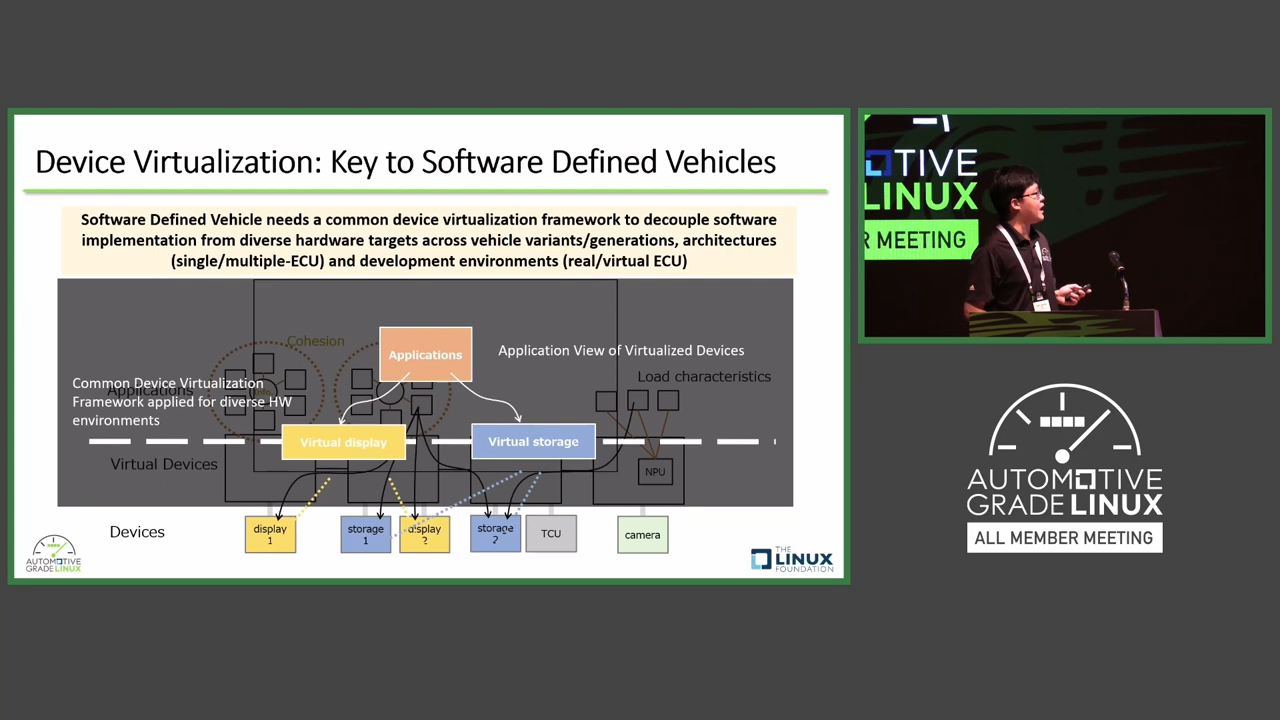 Device Virtualization: Key to Software Defined Vehicles
Software Defined Vehicle needs a common device virtualization framework to decouple software
implementation from diverse hardware targets across vehicle variants/generations, architectures
(single/multiple-ECU) and development environments (real/virtual ECU)
Cohesion
Applications
Application View of Virtualized Devices
Load characteristics
Common Device Virtualization
Framework applied for diverse HW
environments
Applications
Virtual display
Virtual storage
Virtual Devices
NPU
Devices
display
1
storage
1
display
2
storage
2
TCU
camera
AUTOMOTIVE
GRADE LINUX
THE
LINUX
FOUNDATION
OTIVE
LINUX
R MEETING
AUTOMOTIVE
GRADE LINUX
ALL MEMBER MEETING